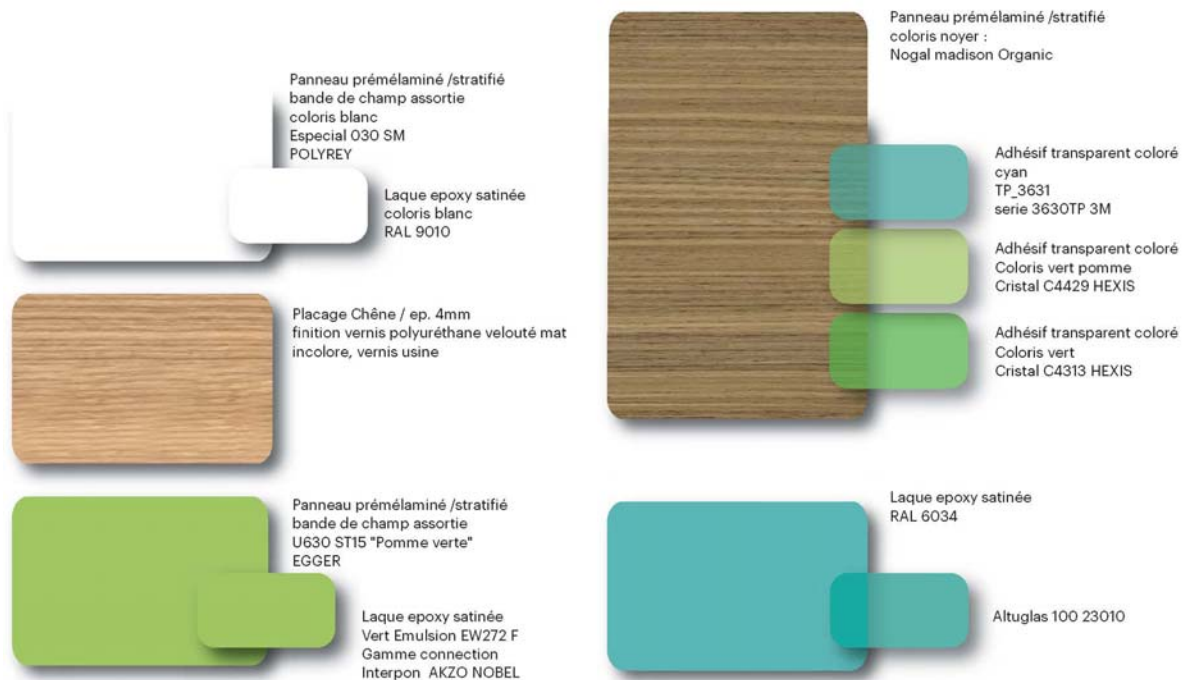 Panneau prémélaminé /stratifié
bande de champ assortie
coloris blanc
Especial 030 SM
POLYREY
Laque epoxy satinée
coloris blanc
RAL 9010
Placage Chêne / ep. 4mm
finition vernis polyuréthane velouté mat
incolore, vernis usine
Panneau prémélaminé /stratifié
bande de champ assortie
U630 ST15 "Pomme verte"
EGGER
Laque epoxy satinée
Vert Emulsion EW272 F
Gamme connection
Interpon AKZO NOBEL
Panneau prémélaminé /stratifié
coloris noyer :
Nogal madison Organic
Adhésif transparent coloré
cyan
TP_3631
serie 3630TP 3M
Adhésif transparent coloré
Coloris vert pomme
Cristal C4429 HEXIS
Adhésif transparent coloré
Coloris vert
Cristal C4313 HEXIS
Laque epoxy satinée
RAL 6034
Altuglas 100 23010